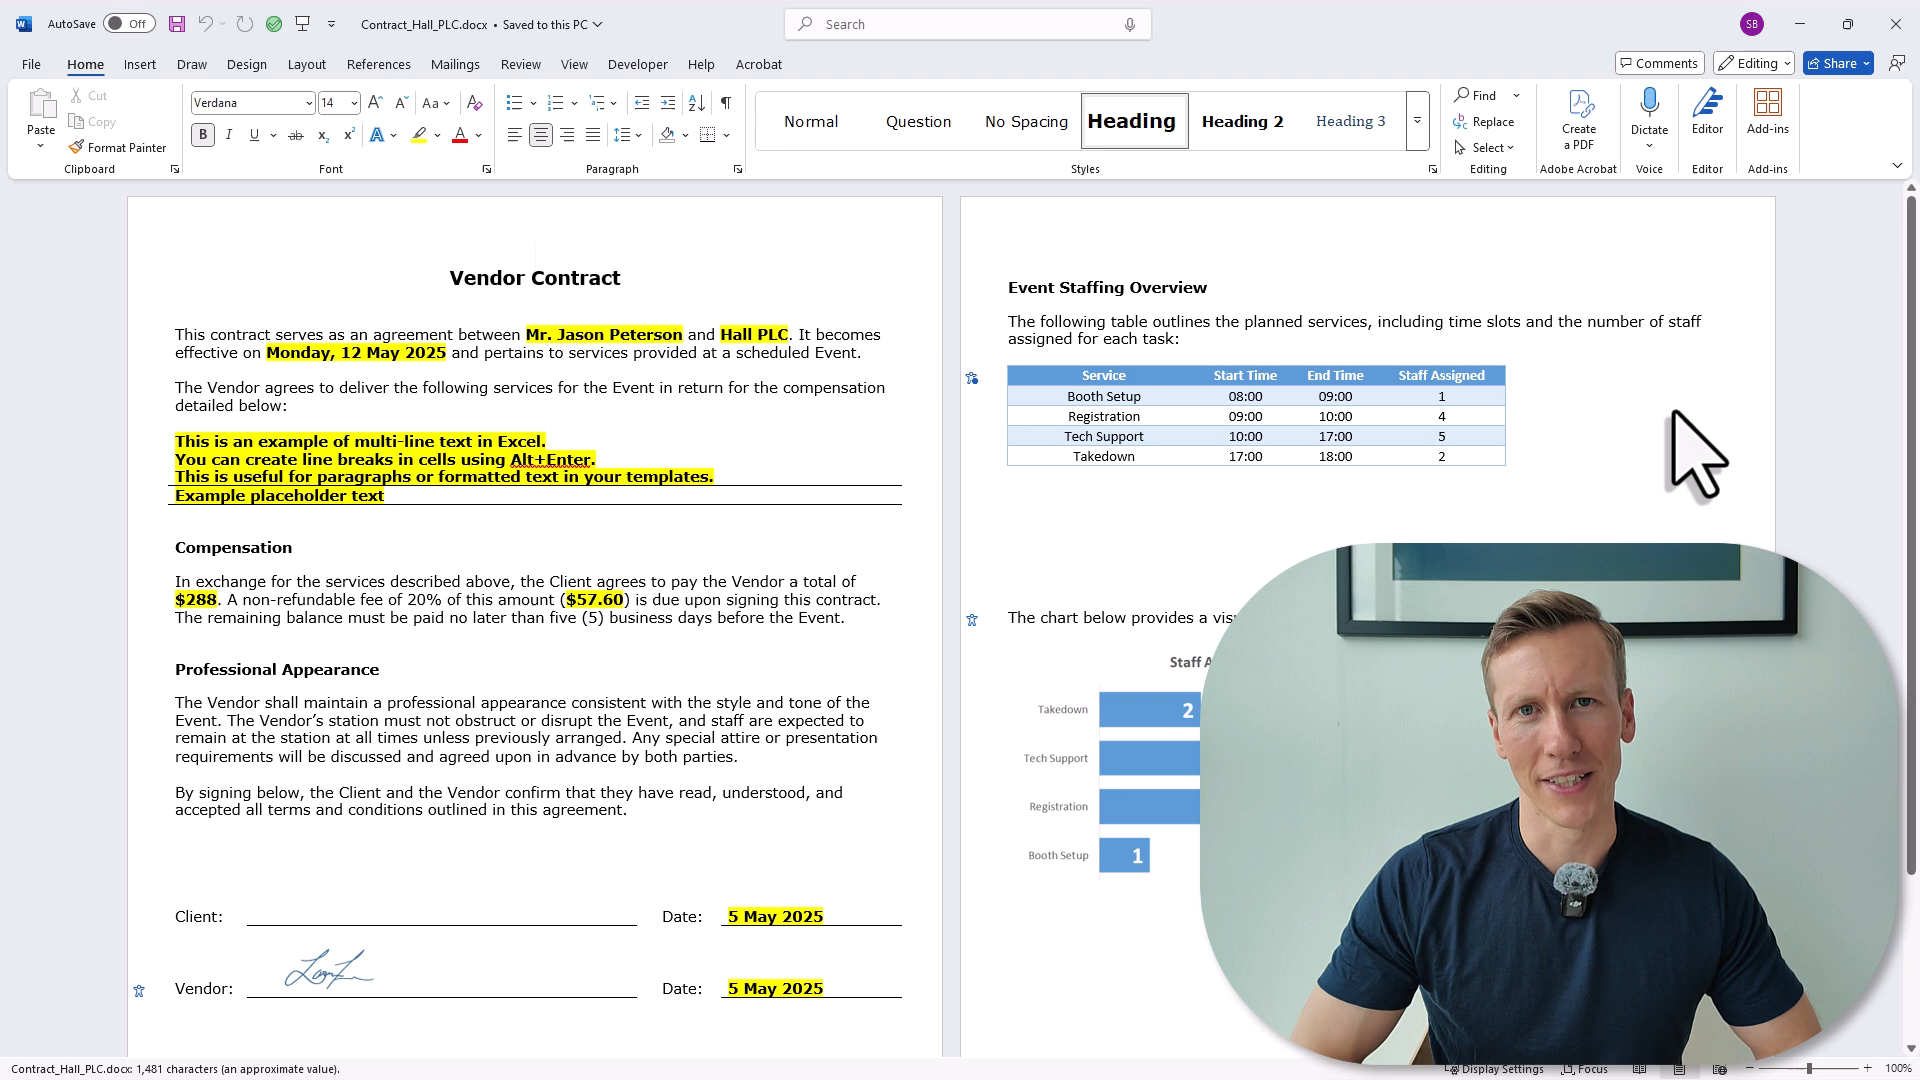 AutoSave Off Contract_Hall_PLC.docx • Saved to this PC Search SB
File Home Insert Draw Design Layout References Mailings Review View Developer Help Acrobat Comments Editing Share
Paste
Cut
Copy
Format Painter
Clipboard
Verdana 14
Font
Paragraph
Normal Question No Spacing Heading Heading 2 Heading 3
Styles
Find
Replace
Select
Editing
Create
a PDF
Adobe Acrobat
Dictate
Voice
Editor
Editor
Add-ins
Add-ins
Vendor Contract
This contract serves as an agreement between Mr. Jason Peterson and Hall PLC. It becomes
effective on Monday, 12 May 2025 and pertains to services provided at a scheduled Event.
The Vendor agrees to deliver the following services for the Event in return for the compensation
detailed below:
This is an example of multi-line text in Excel.
You can create line breaks in cells using Alt+Enter.
This is useful for paragraphs or formatted text in your templates.
Example placeholder text
Compensation
In exchange for the services described above, the Client agrees to pay the Vendor a total of
$288. A non-refundable fee of 20% of this amount ($57.60) is due upon signing this contract.
The remaining balance must be paid no later than five (5) business days before the Event.
Professional Appearance
The Vendor shall maintain a professional appearance consistent with the style and tone of the
Event. The Vendor’s station must not obstruct or disrupt the Event, and staff are expected to
remain at the station at all times unless previously arranged. Any special attire or presentation
requirements will be discussed and agreed upon in advance by both parties.
By signing below, the Client and the Vendor confirm that they have read, understood, and
accepted all terms and conditions outlined in this agreement.
Client: Date: 5 May 2025
Vendor: Date: 5 May 2025
Event Staffing Overview
The following table outlines the planned services, including time slots and the number of staff
assigned for each task:
Service Start Time End Time Staff Assigned
Booth Setup 08:00 09:00 1
Registration 09:00 10:00 4
Tech Support 10:00 17:00 5
Takedown 17:00 18:00 2
The chart below provides a
Staff
Takedown 2
Tech Support
Registration
Booth Setup 1
Contract_Hall_PLC.docx: 1,481 characters (an approximate value).
Display Settings Focus 100%